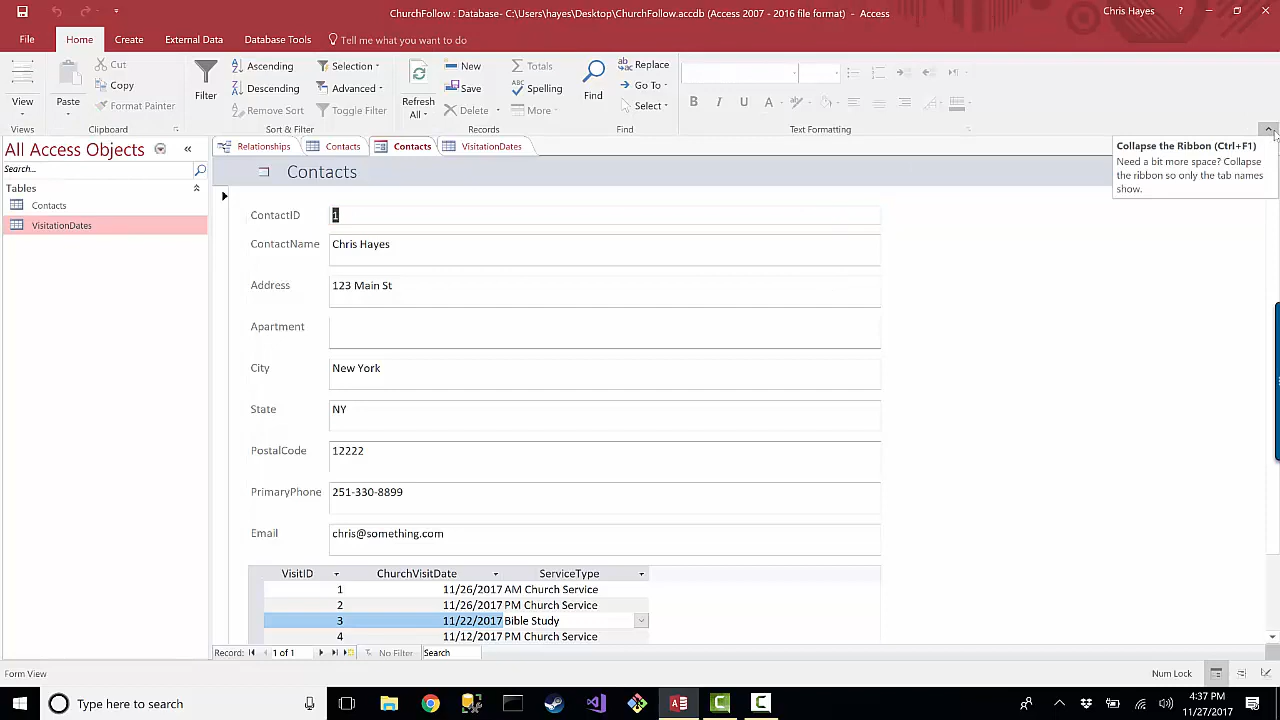 ChurchFollow : Database- C:\Users\hayes\Desktop\ChurchFollow.accdb (Access 2007 - 2016 file format) - Access
Chris Hayes
?
File
Home
Create
External Data
Database Tools
Tell me what you want to do
View
Views
Paste
Cut
Copy
Format Painter
Clipboard
Filter
Ascending
Descending
Remove Sort
Selection
Advanced
Toggle Filter
Sort & Filter
Refresh
All
New
Save
Delete
Totals
Spelling
More
Records
Find
Replace
Go To
Select
Find
B I U A
Text Formatting
Collapse the Ribbon (Ctrl+F1)
Need a bit more space? Collapse
the ribbon so only the tab names
show.
All Access Objects
Search...
Tables
Contacts
VisitationDates
Relationships
Contacts
Contacts
VisitationDates
Contacts
ContactID 1
ContactName Chris Hayes
Address 123 Main St
Apartment
City New York
State NY
PostalCode 12222
PrimaryPhone 251-330-8899
Email chris@something.com
VisitID ChurchVisitDate ServiceType
1 11/26/2017 AM Church Service
2 11/26/2017 PM Church Service
3 11/22/2017 Bible Study
4 11/12/2017 PM Church Service
Record: 1 of 1 No Filter Search
Form View
Num Lock
Type here to search
4:37 PM
11/27/2017